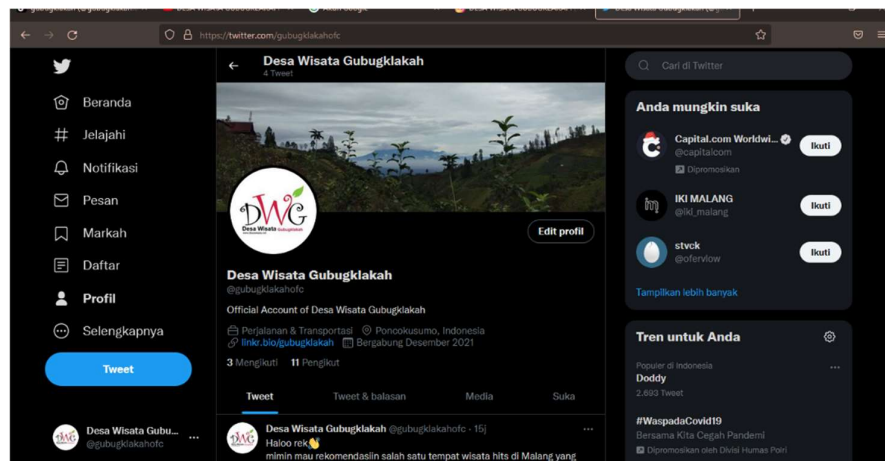 https://twitter.com/gubugklakahofc
Desa Wisata Gubugklakah
4 Tweet
Cari di Twitter
Beranda
Jelajahi
Notifikasi
Pesan
Markah
Daftar
Profil
Selengkapnya
Tweet
Desa Wisata Gubu...
@gubugklakahofc
DWG
Desa Wisata Gubugklakah
Edit profil
Desa Wisata Gubugklakah
@gubugklakahofc
Official Account of Desa Wisata Gubugklakah
Perjalanan & Transportasi Poncokusumo, Indonesia
linkr.bio/gubugklakah Bergabung Desember 2021
3 Mengikuti 11 Pengikut
Tweet Tweet & balasan Media Suka
Desa Wisata Gubugklakah @gubugklakahofc · 15j
Haloo rek👋
mimin mau rekomendasiin salah satu tempat wisata hits di Malang yang
Anda mungkin suka
Capital.com Worldwi...
@capitalcom
Dipromosikan
Ikuti
IKI MALANG
@iki_malang
Ikuti
stvck
@oferviow
Ikuti
Tampilkan lebih banyak
Tren untuk Anda
Populer di Indonesia
Doddy
2.693 Tweet
#WaspadaCovid19
Bersama Kita Cegah Pandemi
Dipromosikan oleh Divisi Humas Polri